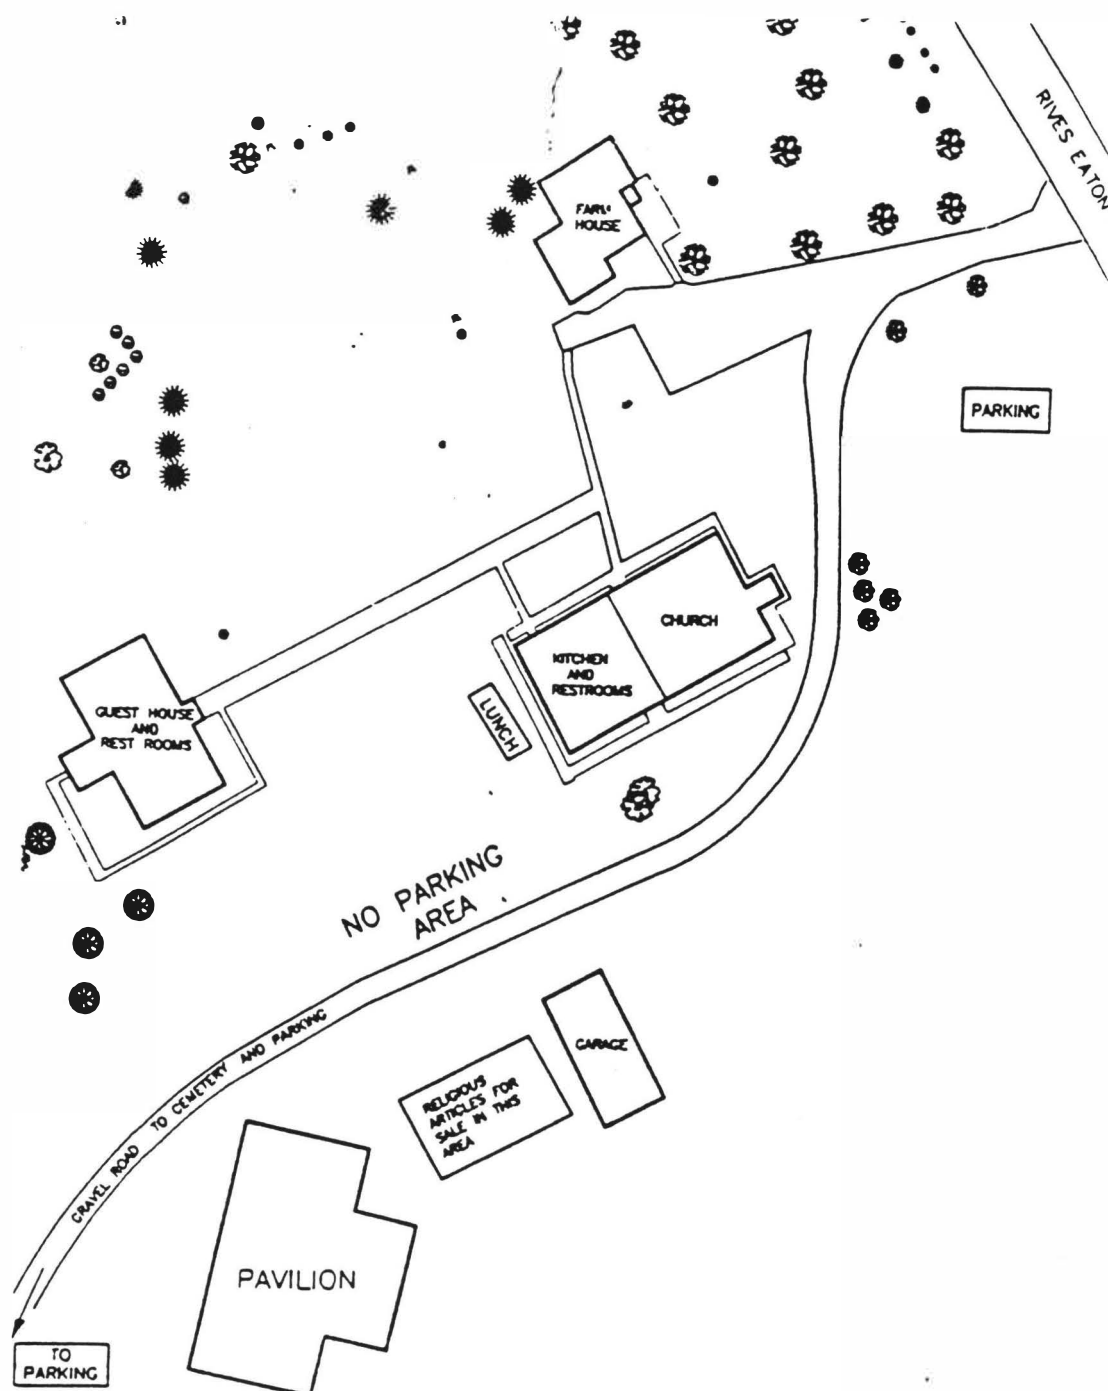 RIVES EATON
FARM
HOUSE
PARKING
CHURCH
KITCHEN
AND
RESTROOMS
LUNCH
GUEST HOUSE
AND
REST ROOMS
NO PARKING
AREA
GRAVEL ROAD TO CEMETERY AND PARKING
GARAGE
RELIGIOUS
ARTICLES FOR
SALE IN THIS
AREA
PAVILION
TO
PARKING